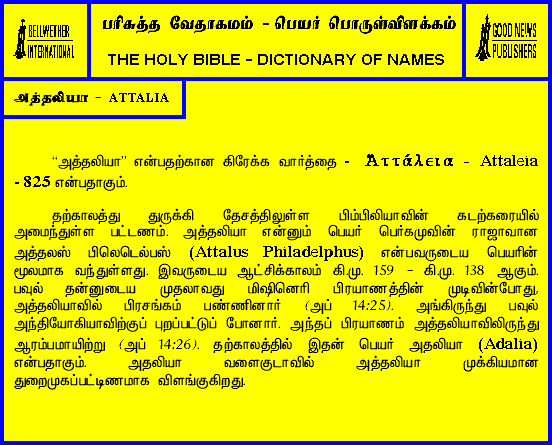 BELLWETHER
INTERNATIONAL
பரிசுத்த வேதாகமம் - பெயர் பொருள்விளக்கம்
THE HOLY BIBLE - DICTIONARY OF NAMES
GOOD NEWS
PUBLISHERS
அத்தலியா - ATTALIA
“அத்தலியா” என்பதற்கான கிரேக்க வார்த்தை - Ἀττάλεια - Attaleia
- 825 என்பதாகும்.
தற்காலத்து துருக்கி தேசத்திலுள்ள பிம்பிலியாவின் கடற்கரையில்
அமைந்துள்ள பட்டணம். அத்தலியா என்னும் பெயர் பெர்கமுவின் ராஜாவான
அத்தலஸ் பிலெடெல்பஸ் (Attalus Philadelphus) என்பவருடைய பெயரின்
மூலமாக வந்துள்ளது. இவருடைய ஆட்சிக்காலம் கி.மு. 159 - கி.மு. 138 ஆகும்.
பவுல் தன்னுடைய முதலாவது மிஷினெரி பிரயாணத்தின் முடிவின்போது,
அத்தலியாவில் பிரசங்கம் பண்ணினார் (அப் 14:25). அங்கிருந்து பவுல்
அந்தியோகியாவிற்குப் புறப்பட்டுப் போனார். அந்தப் பிரயாணம் அத்தலியாவிலிருந்து
ஆரம்பமாயிற்று (அப் 14:26). தற்காலத்தில் இதன் பெயர் அதலியா (Adalia)
என்பதாகும். அதலியா வளைகுடாவில் அத்தலியா முக்கியமான
துறைமுகப்பட்டிணமாக விளங்குகிறது.